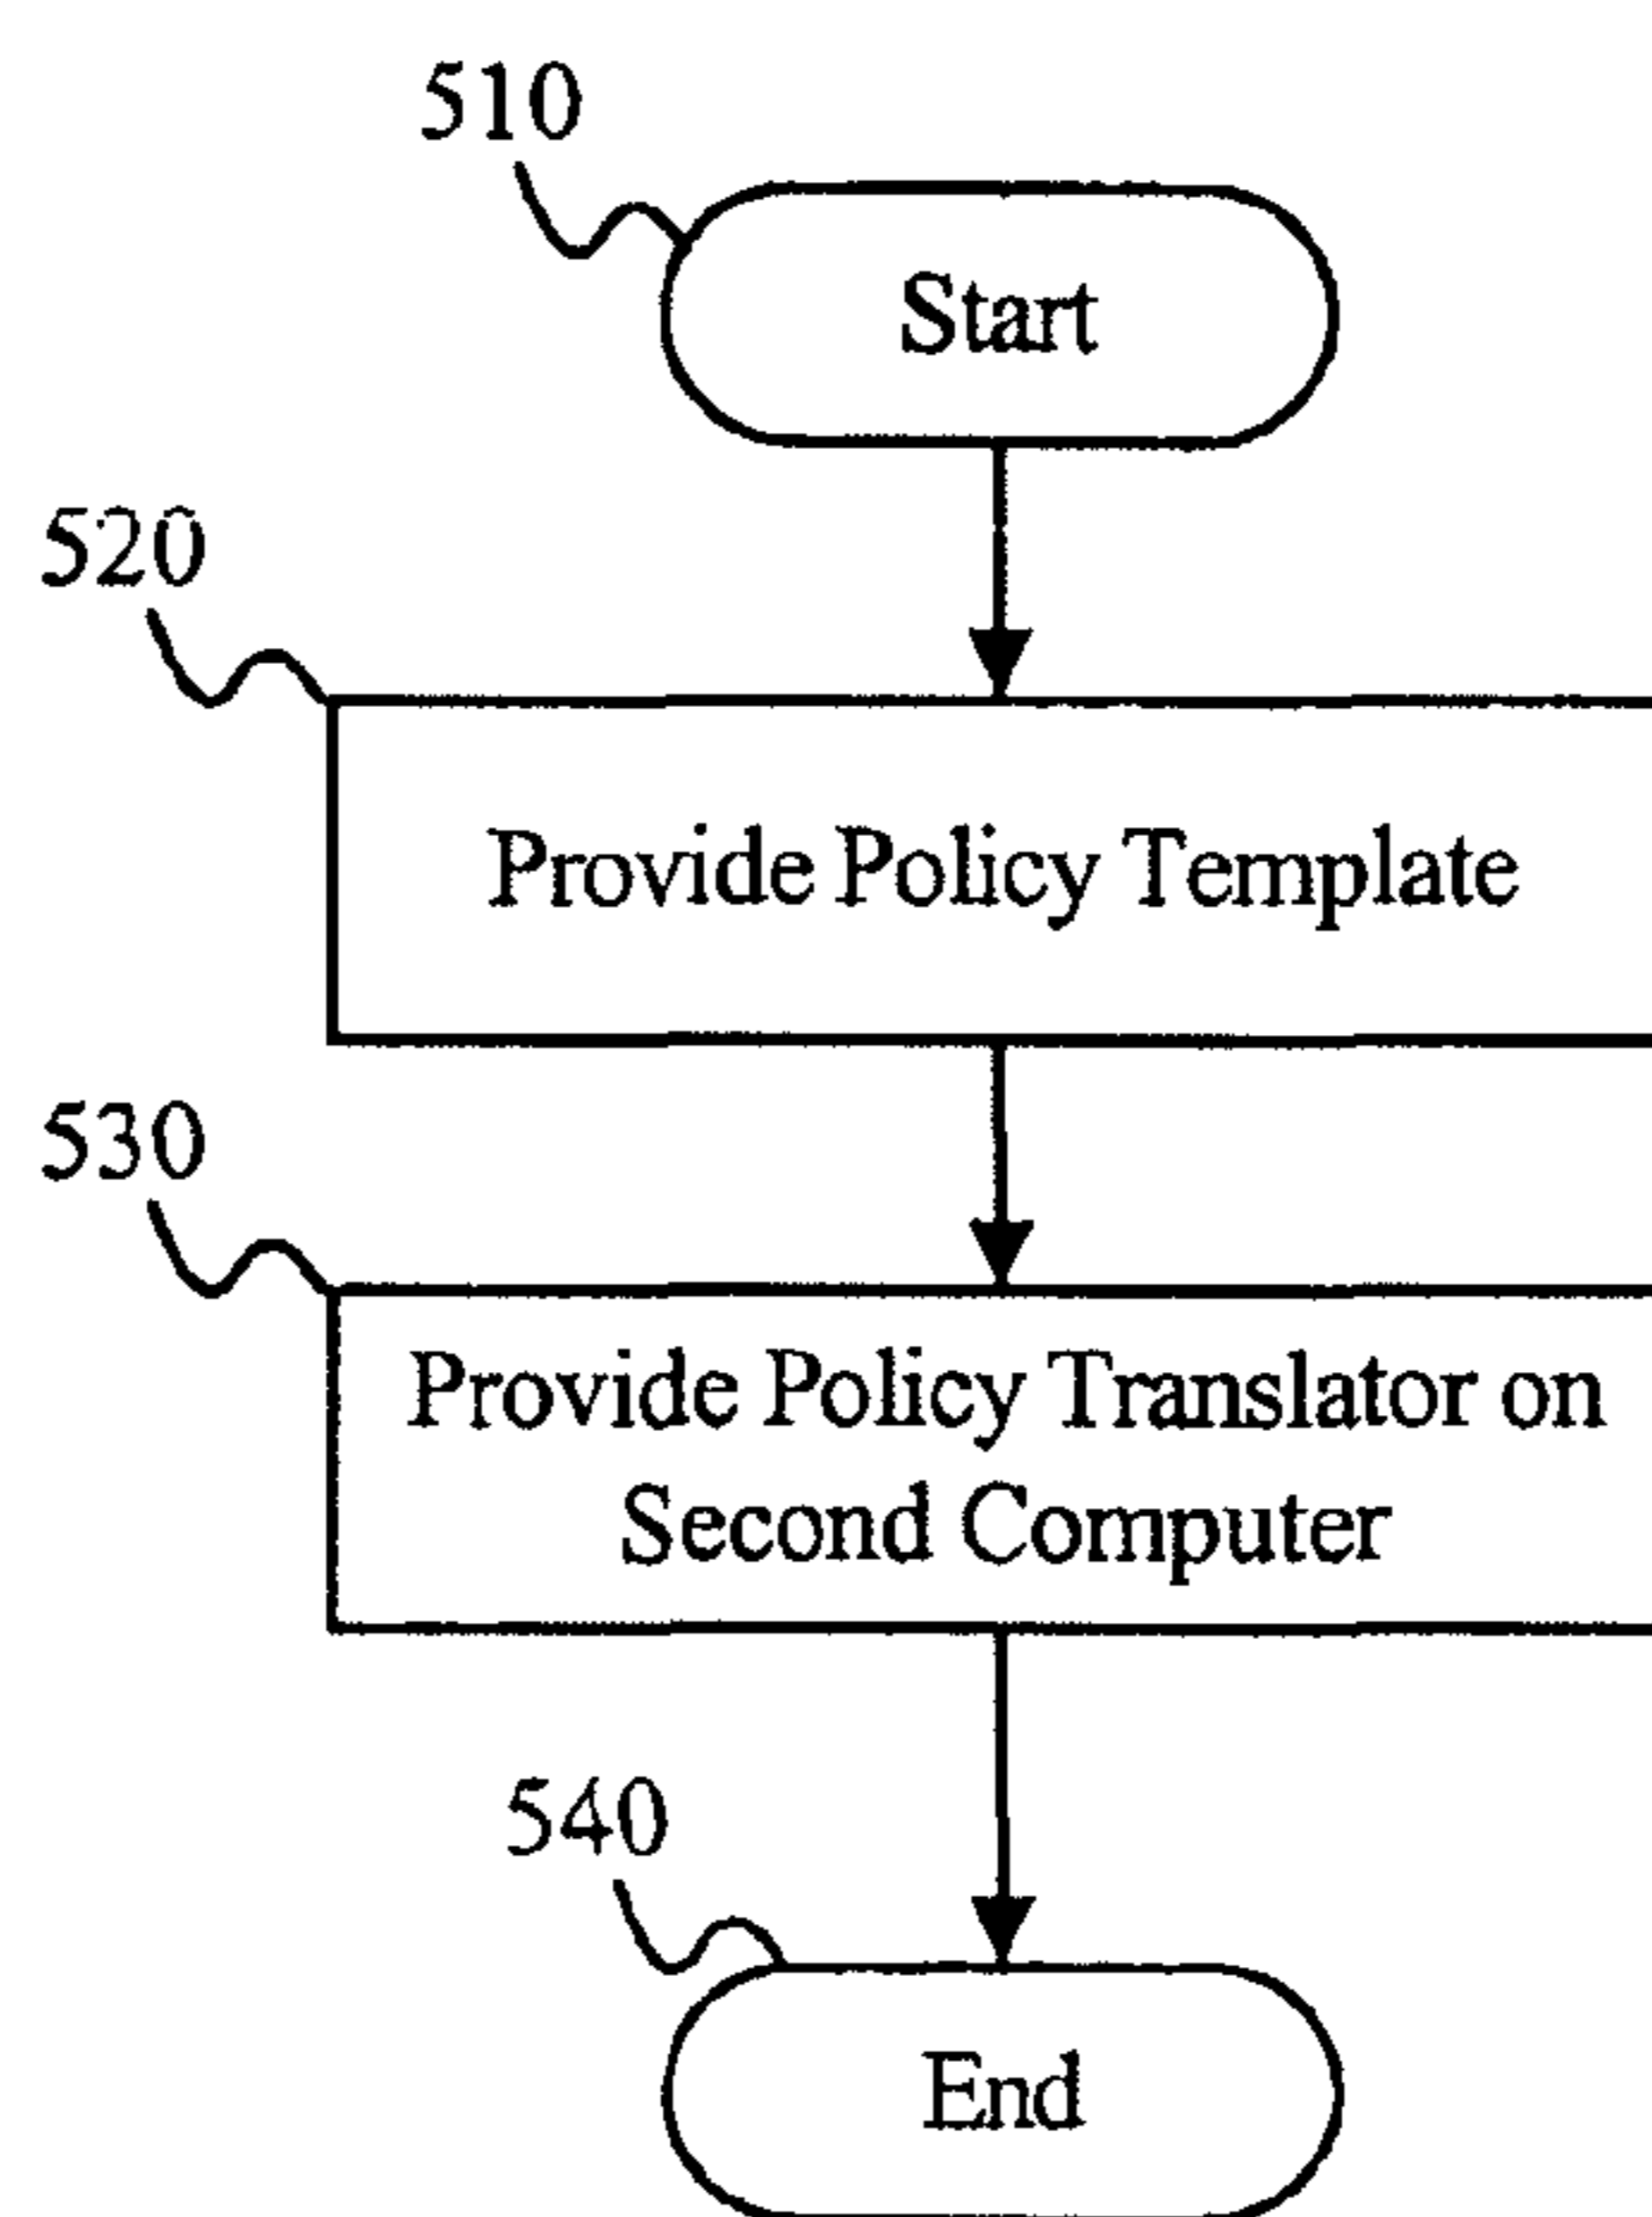 510
Start
520
Provide Policy Template
530
Provide Policy Translator on
Second Computer
540
End